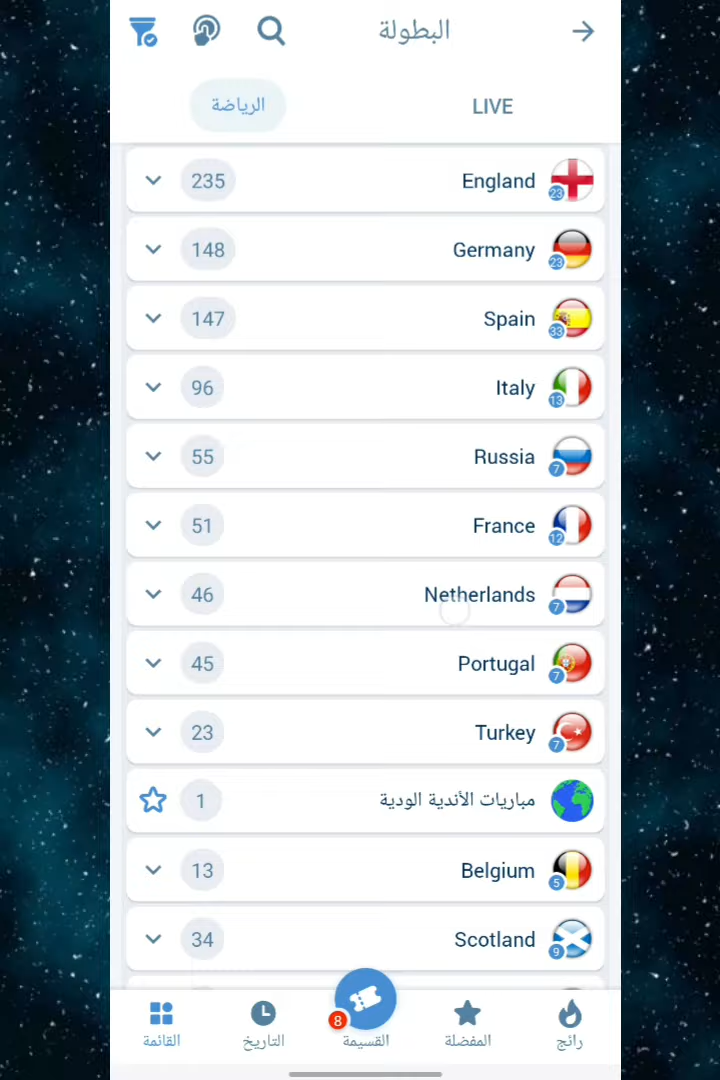 البطولة
LIVE
الرياضة
England 235
23
Germany 148
23
Spain 147
33
Italy 96
13
Russia 55
7
France 51
12
Netherlands 46
7
Portugal 45
7
Turkey 23
7
مباريات الأندية الودية 1
Belgium 13
5
Scotland 34
9
8
رائج المفضلة القسيمة التاريخ القائمة